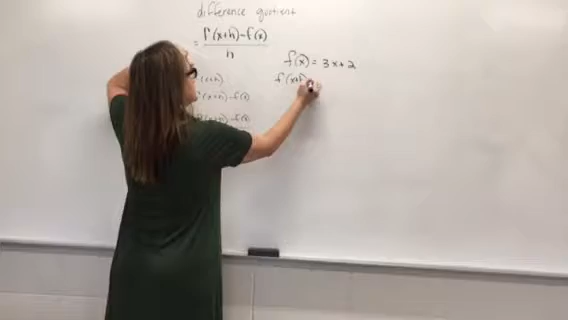 difference quotient
= f(x+h)-f(x)
h
f(x) = 3x+2
f(x+h)
(x+h)
f(x+h)-f(x)
f(x+h)-f(x)